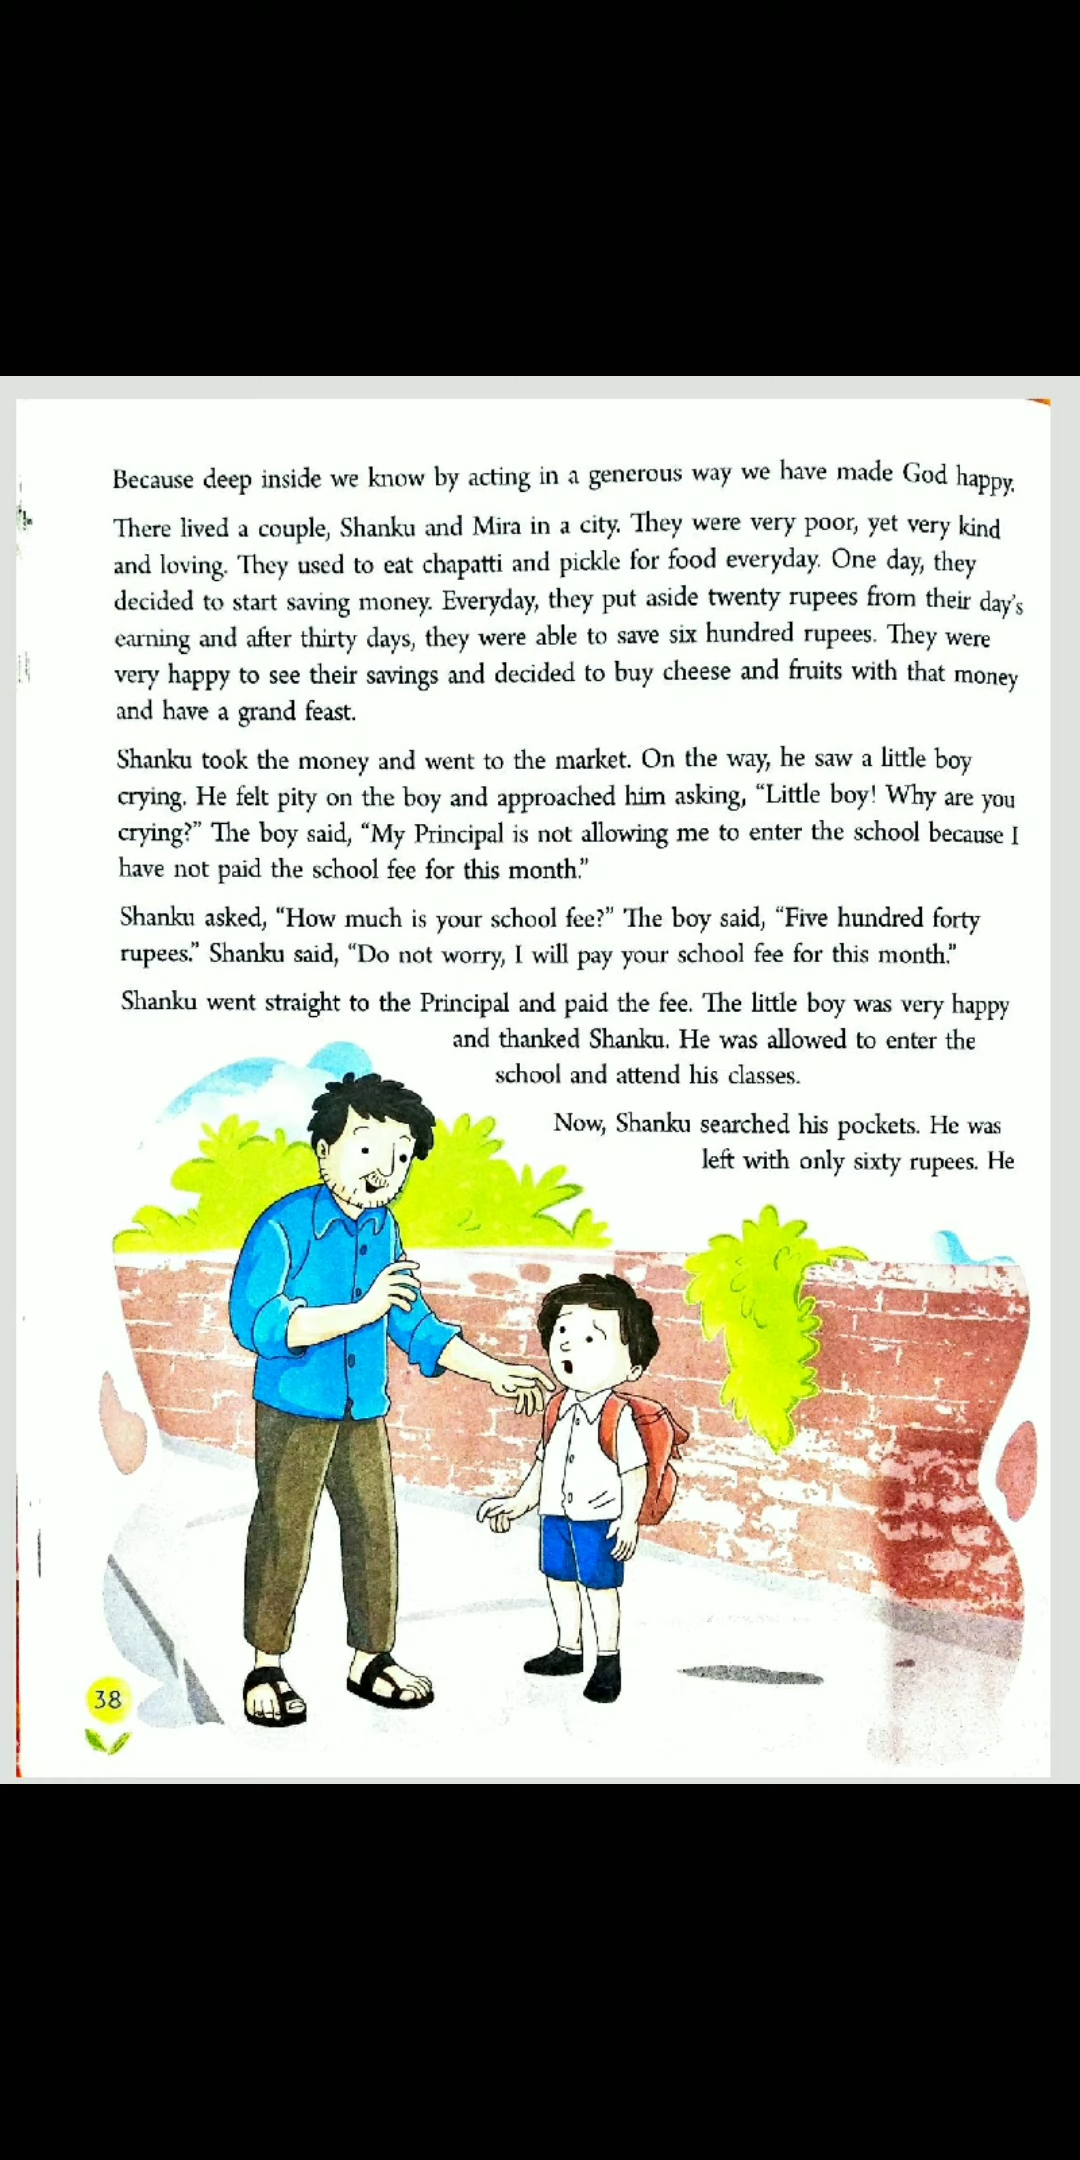 Because deep inside we know by acting in a generous way we have made God happy.
There lived a couple, Shanku and Mira in a city. They were very poor, yet very kind
and loving. They used to eat chapatti and pickle for food everyday. One day, they
decided to start saving money. Everyday, they put aside twenty rupees from their day's
earning and after thirty days, they were able to save six hundred rupees. They were
very happy to see their savings and decided to buy cheese and fruits with that money
and have a grand feast.
Shanku took the money and went to the market. On the way, he saw a little boy
crying. He felt pity on the boy and approached him asking, “Little boy! Why are you
crying?” The boy said, “My Principal is not allowing me to enter the school because I
have not paid the school fee for this month.”
Shanku asked, “How much is your school fee?” The boy said, “Five hundred forty
rupees.” Shanku said, “Do not worry, I will pay your school fee for this month.”
Shanku went straight to the Principal and paid the fee. The little boy was very happy
and thanked Shanku. He was allowed to enter the
school and attend his classes.
Now, Shanku searched his pockets. He was
left with only sixty rupees. He
38